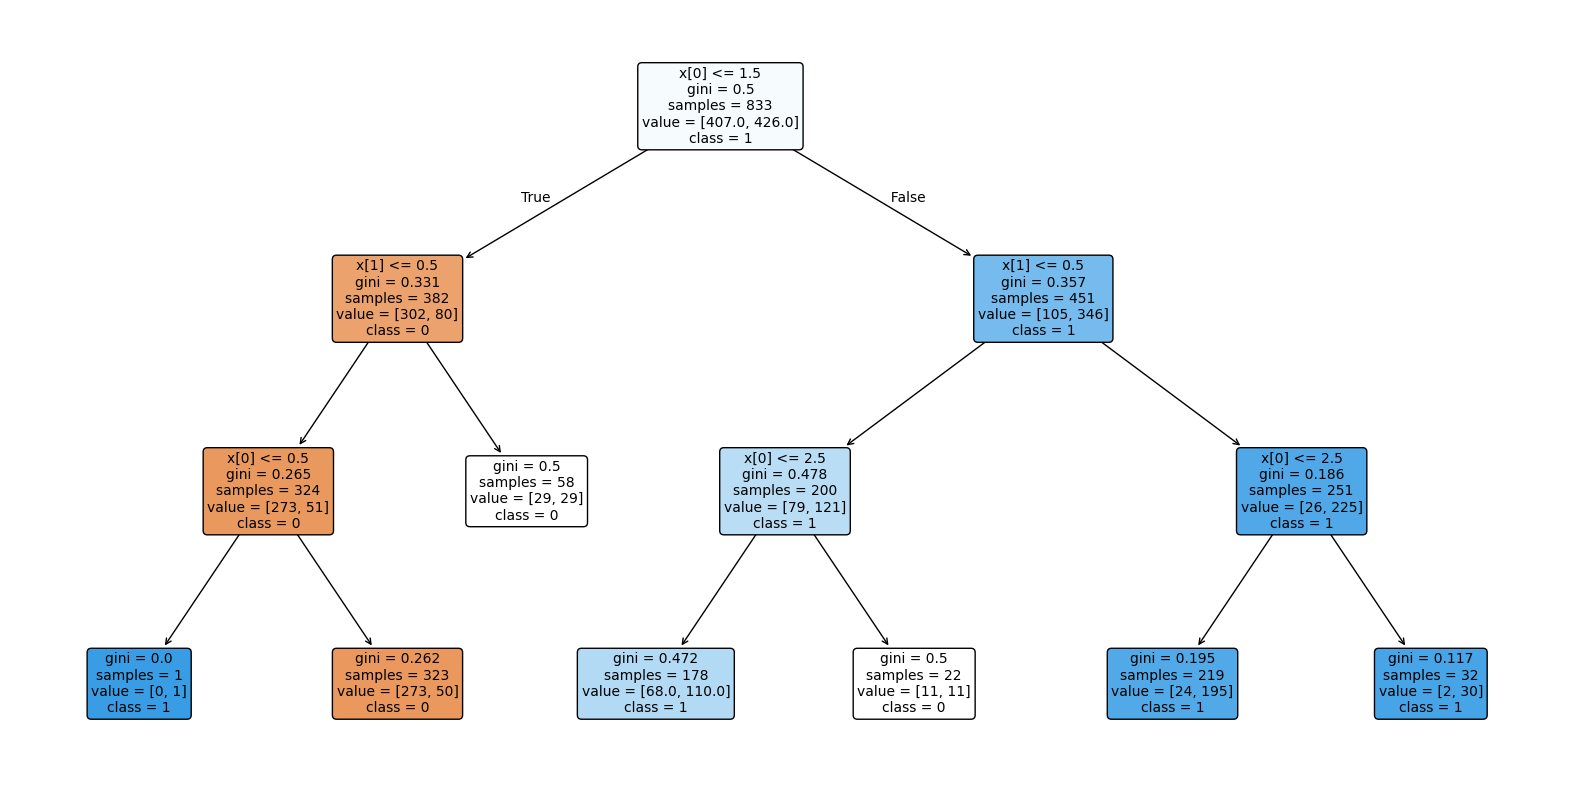 x[0] <= 1.5
gini = 0.5
samples = 833
value = [407.0, 426.0]
class = 1
True
False
x[1] <= 0.5
gini = 0.331
samples = 382
value = [302, 80]
class = 0
x[1] <= 0.5
gini = 0.357
samples = 451
value = [105, 346]
class = 1
x[0] <= 0.5
gini = 0.265
samples = 324
value = [273, 51]
class = 0
gini = 0.5
samples = 58
value = [29, 29]
class = 0
x[0] <= 2.5
gini = 0.478
samples = 200
value = [79, 121]
class = 1
x[0] <= 2.5
gini = 0.186
samples = 251
value = [26, 225]
class = 1
gini = 0.0
samples = 1
value = [0, 1]
class = 1
gini = 0.262
samples = 323
value = [273, 50]
class = 0
gini = 0.472
samples = 178
value = [68.0, 110.0]
class = 1
gini = 0.5
samples = 22
value = [11, 11]
class = 0
gini = 0.195
samples = 219
value = [24, 195]
class = 1
gini = 0.117
samples = 32
value = [2, 30]
class = 1